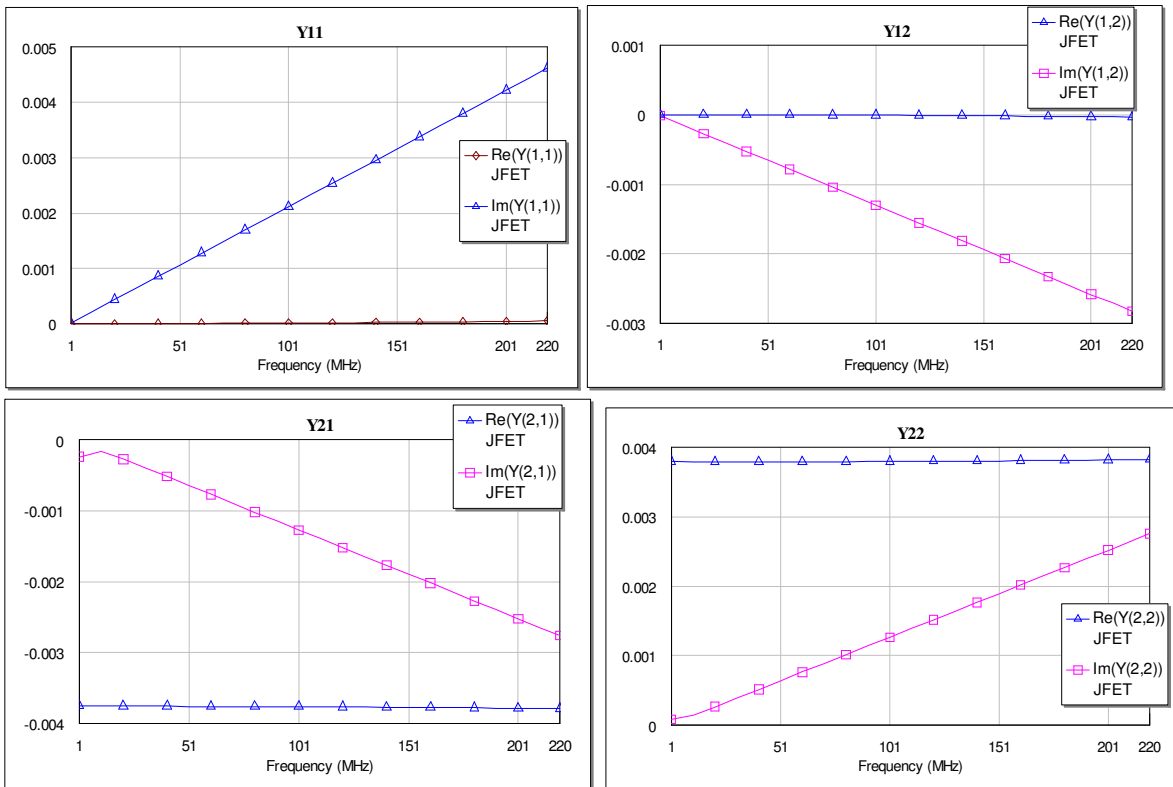 Y11
0.005
0.004
0.003
0.002
0.001
0
1 51 101 151 201 220
Frequency (MHz)
Re(Y(1,1))
JFET
Im(Y(1,1))
JFET
Y12
0.001
0
-0.001
-0.002
-0.003
1 51 101 151 201 220
Frequency (MHz)
Re(Y(1,2))
JFET
Im(Y(1,2))
JFET
Y21
0
-0.001
-0.002
-0.003
-0.004
1 51 101 151 201 220
Frequency (MHz)
Re(Y(2,1))
JFET
Im(Y(2,1))
JFET
Y22
0.004
0.003
0.002
0.001
0
1 51 101 151 201 220
Frequency (MHz)
Re(Y(2,2))
JFET
Im(Y(2,2))
JFET